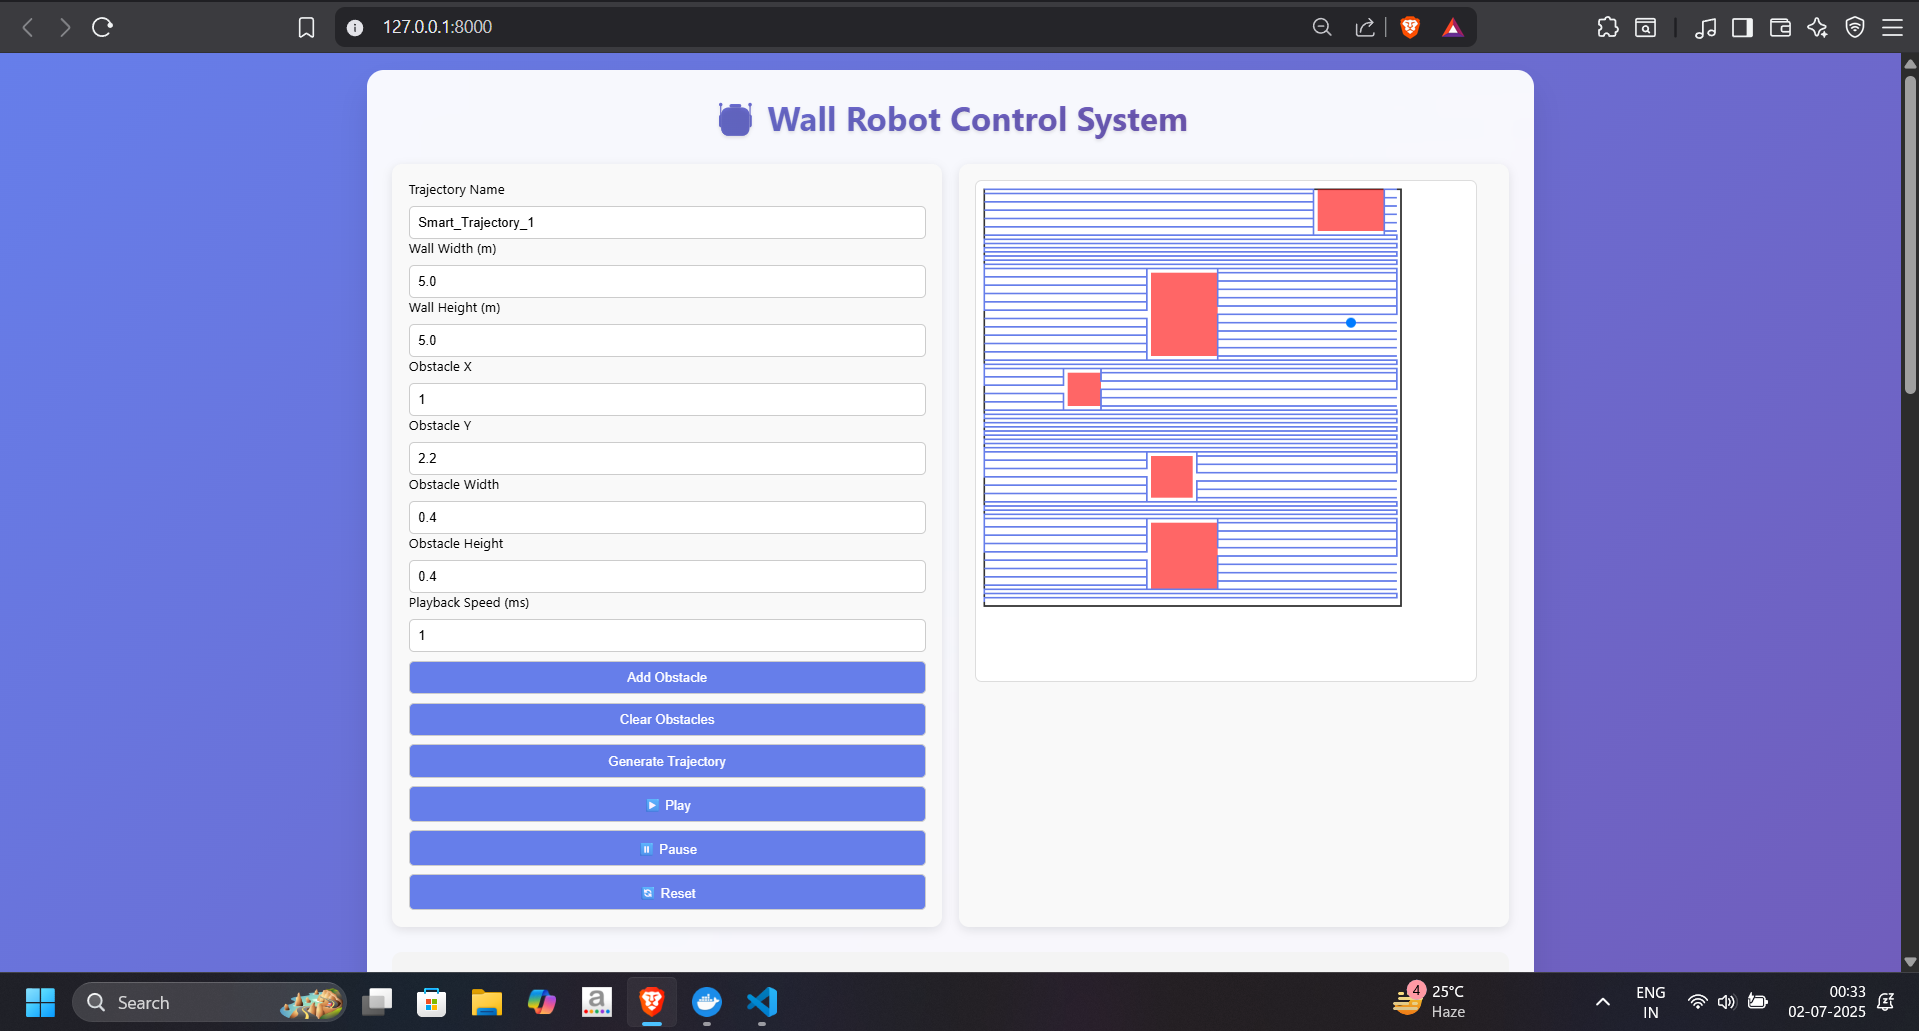 127.0.0.1:8000
Wall Robot Control System
Trajectory Name
Smart_Trajectory_1
Wall Width (m)
5.0
Wall Height (m)
5.0
Obstacle X
1
Obstacle Y
2.2
Obstacle Width
0.4
Obstacle Height
0.4
Playback Speed (ms)
1
Add Obstacle
Clear Obstacles
Generate Trajectory
Play
Pause
Reset
Search
a
4
25°C
Haze
ENG
IN
00:33
02-07-2025